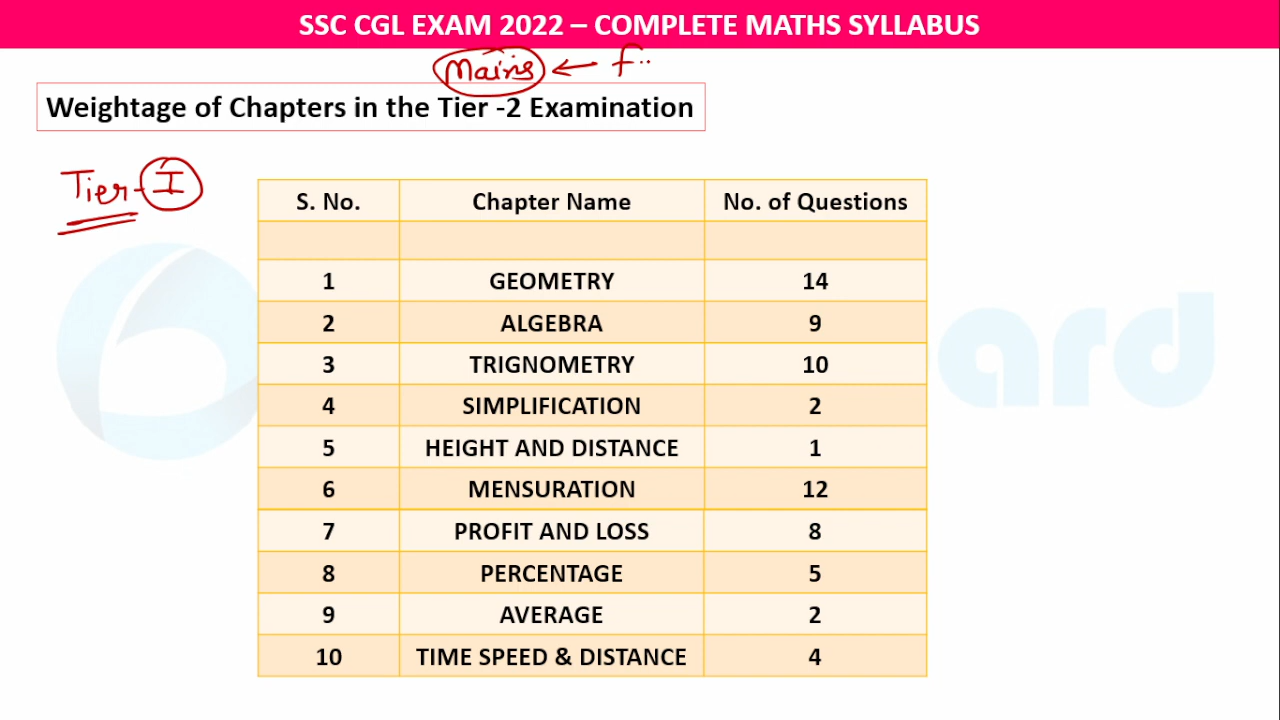 SSC CGL EXAM 2022 – COMPLETE MATHS SYLLABUS
Mains ← f..
Weightage of Chapters in the Tier -2 Examination
Tier-I
S. No. Chapter Name No. of Questions
1 GEOMETRY 14
2 ALGEBRA 9
3 TRIGNOMETRY 10
4 SIMPLIFICATION 2
5 HEIGHT AND DISTANCE 1
6 MENSURATION 12
7 PROFIT AND LOSS 8
8 PERCENTAGE 5
9 AVERAGE 2
10 TIME SPEED & DISTANCE 4
ard